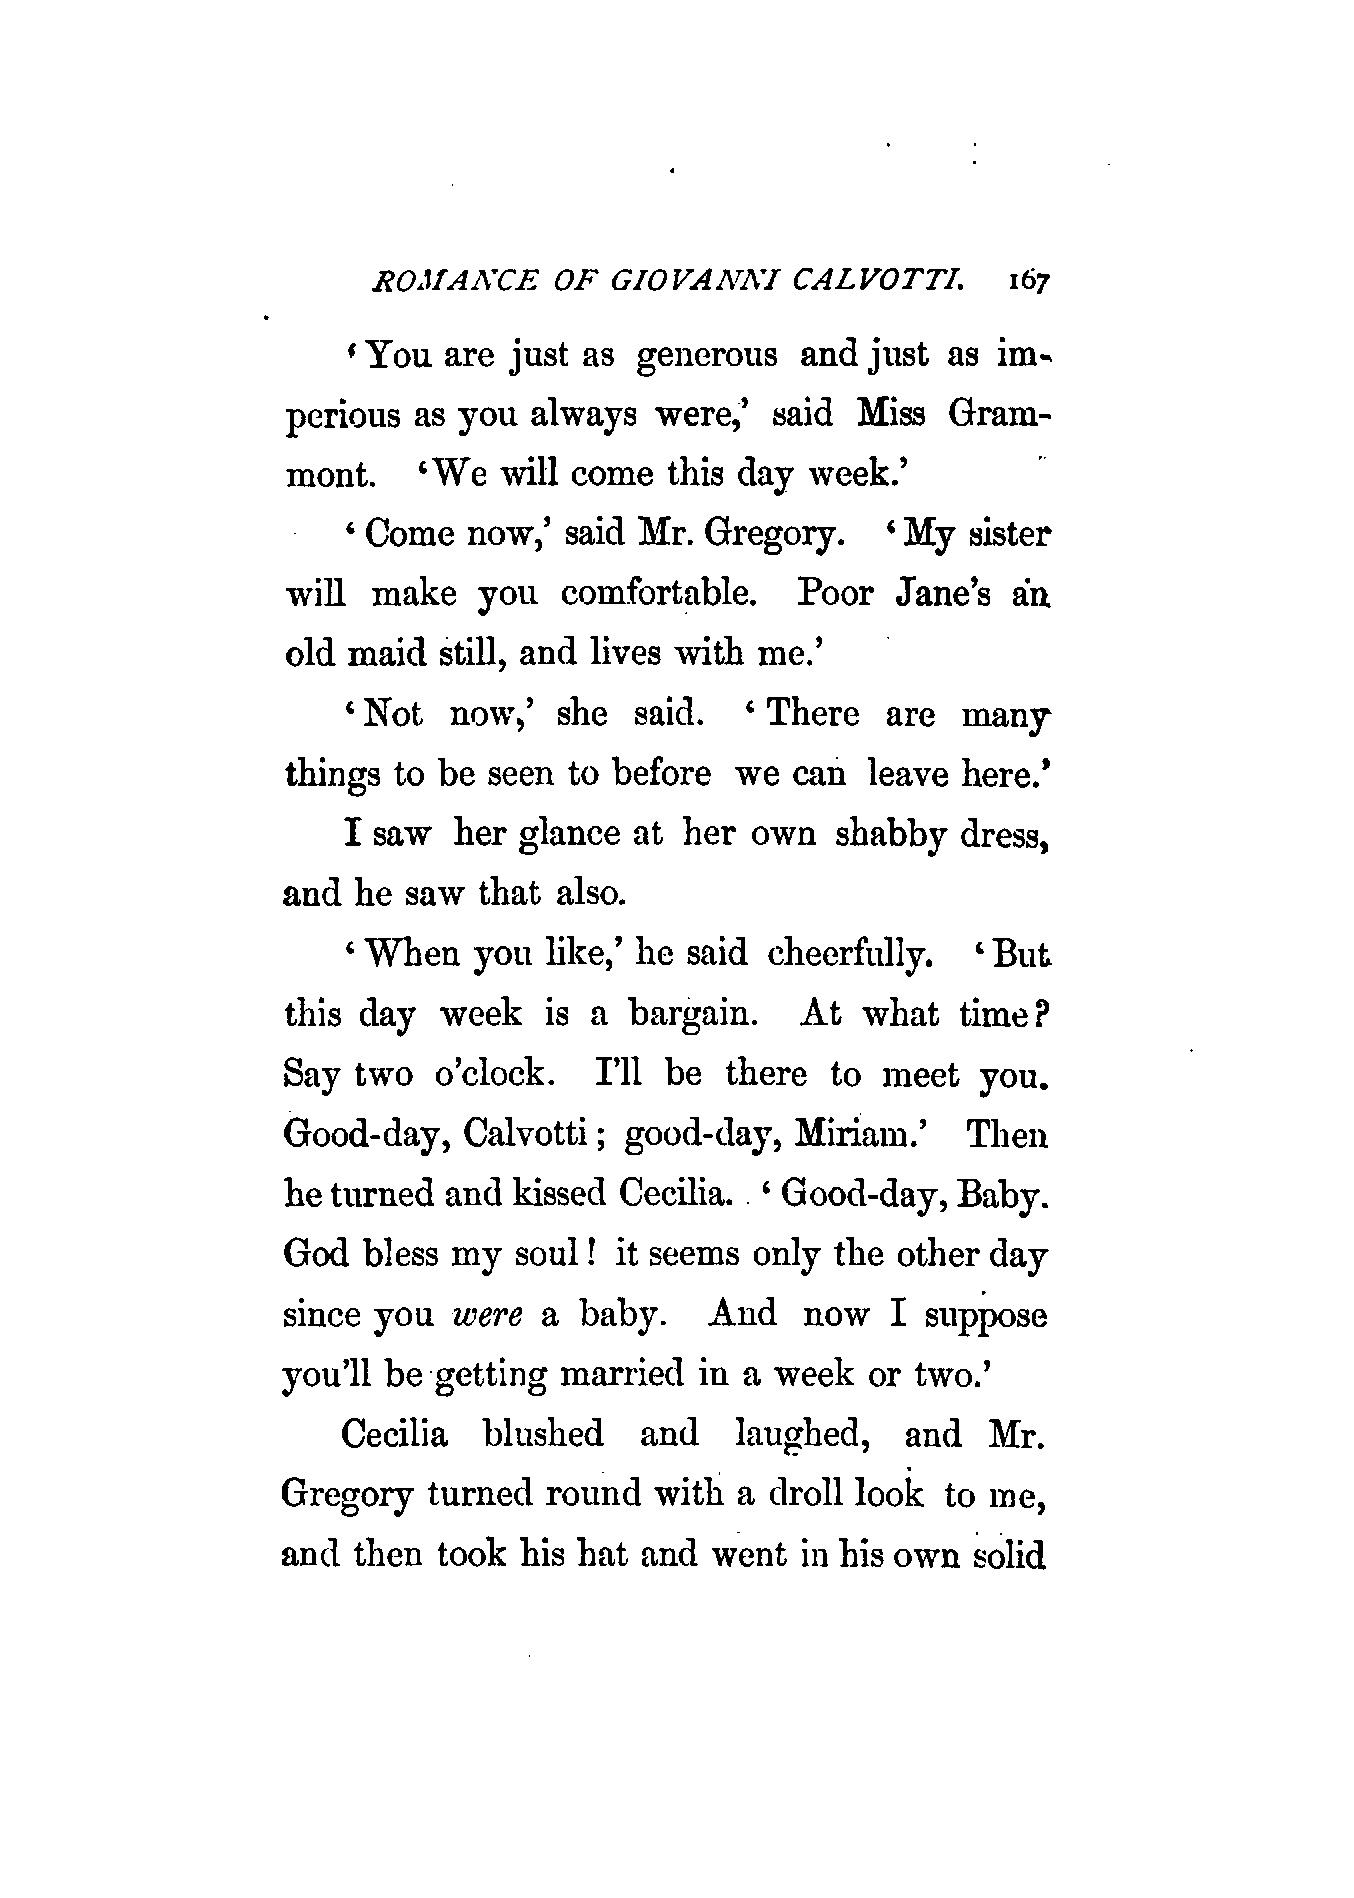 ROMANCE OF GIOVANNI CALVOTTI. 167
‘You are just as generous and just as im-
perious as you always were,’ said Miss Gram-
mont. ‘We will come this day week.’
‘Come now,’ said Mr. Gregory. ‘My sister
will make you comfortable. Poor Jane’s an
old maid still, and lives with me.’
‘Not now,’ she said. ‘There are many
things to be seen to before we can leave here.’
I saw her glance at her own shabby dress,
and he saw that also.
‘When you like,’ he said cheerfully. ‘But
this day week is a bargain. At what time?
Say two o’clock. I’ll be there to meet you.
Good-day, Calvotti; good-day, Miriam.’ Then
he turned and kissed Cecilia. ‘Good-day, Baby.
God bless my soul! it seems only the other day
since you were a baby. And now I suppose
you’ll be getting married in a week or two.’
Cecilia blushed and laughed, and Mr.
Gregory turned round with a droll look to me,
and then took his hat and went in his own solid